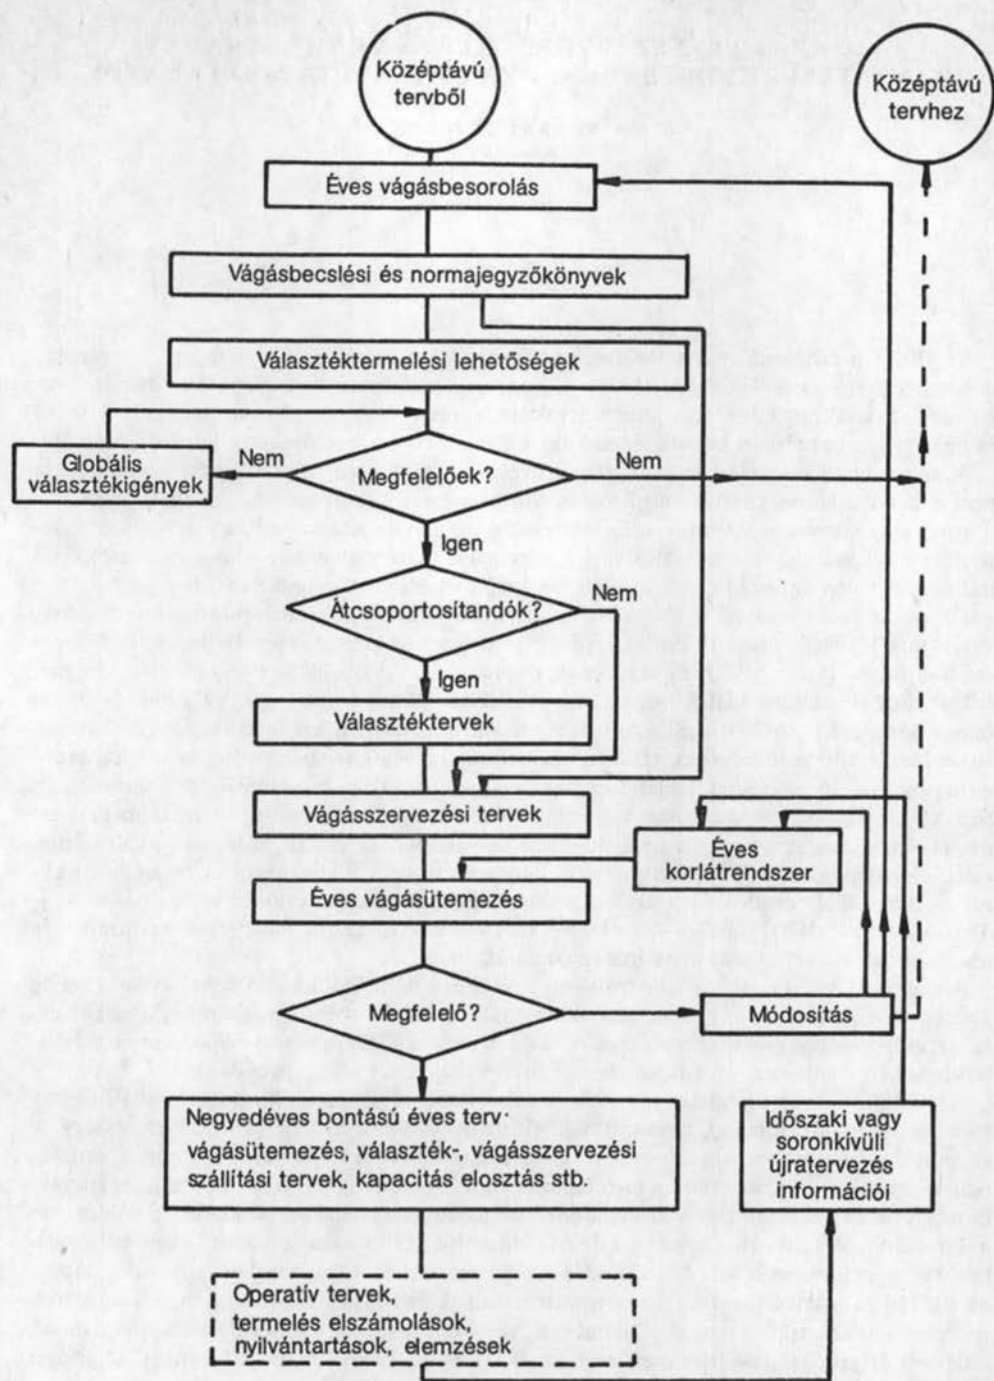 Középtávú
tervből
Középtávú
tervhez
Éves vágásbesorolás
Vágásbecslési és normajegyzőkönyvek
Választéktermelési lehetőségek
Globális
választékigények
Nem
Megfelelőek?
Nem
Igen
Átcsoportosítandók?
Nem
Igen
Választéktervek
Vágásszervezési tervek
Éves
korlátrendszer
Éves vágásütemezés
Megfelelő?
Módosítás
Negyedéves bontású éves terv:
vágásütemezés, választék-, vágásszervezési
szállítási tervek, kapacitás elosztás stb.
Időszaki vagy
soronkívüli
újratervezés
információi
Operatív tervek,
termelés elszámolások,
nyilvántartások, elemzések